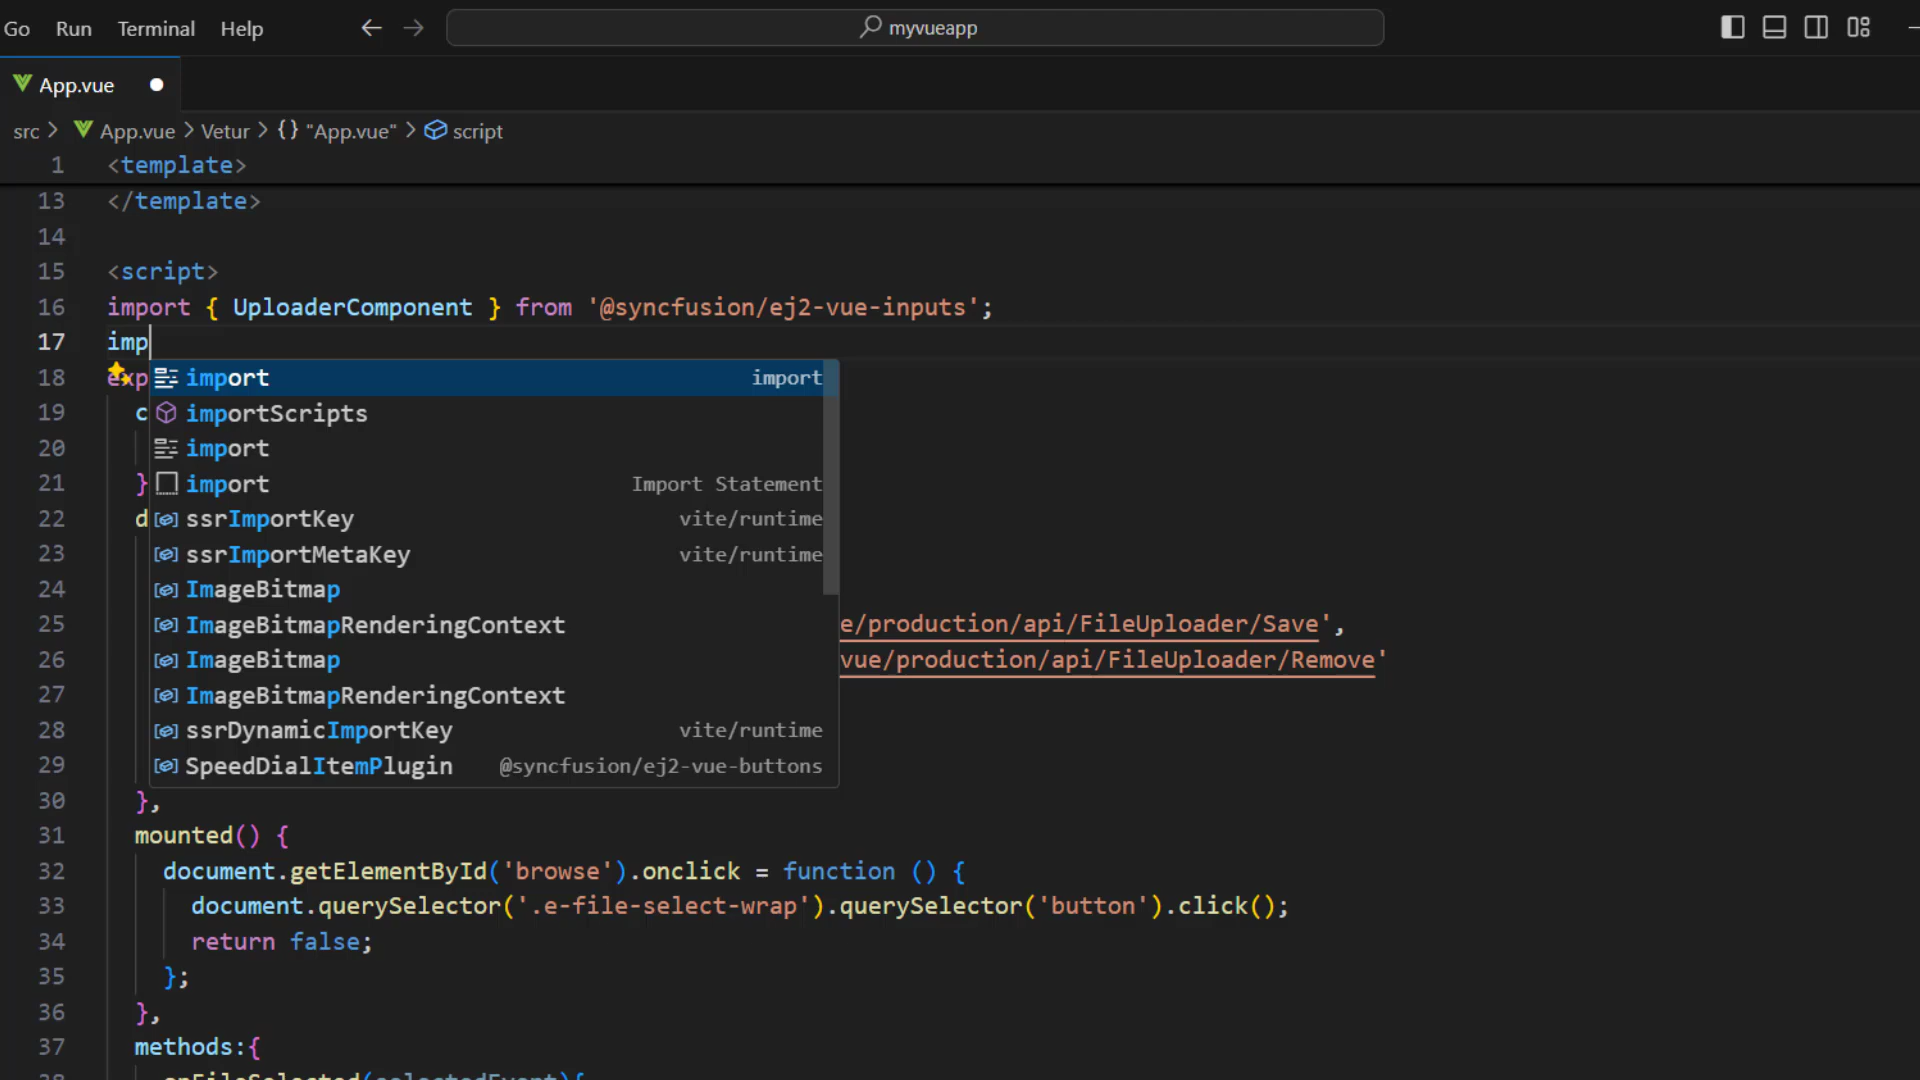 Go Run Terminal Help myvueapp
App.vue
src > App.vue > Vetur > {} "App.vue" > script
1 <template>
13 </template>
14
15 <script>
16 import { UploaderComponent } from '@syncfusion/ej2-vue-inputs';
17 imp
18 exp import import
19 c importScripts
20 import
21 } import Import Statement
22 d ssrImportKey vite/runtime
23 ssrImportMetaKey vite/runtime
24 ImageBitmap
25 ImageBitmapRenderingContext e/production/api/FileUploader/Save',
26 ImageBitmap vue/production/api/FileUploader/Remove'
27 ImageBitmapRenderingContext
28 ssrDynamicImportKey vite/runtime
29 SpeedDialItemPlugin @syncfusion/ej2-vue-buttons
30 },
31 mounted() {
32 document.getElementById('browse').onclick = function () {
33 document.querySelector('.e-file-select-wrap').querySelector('button').click();
34 return false;
35 };
36 },
37 methods:{
38 onFileSelected(selectedEvent){